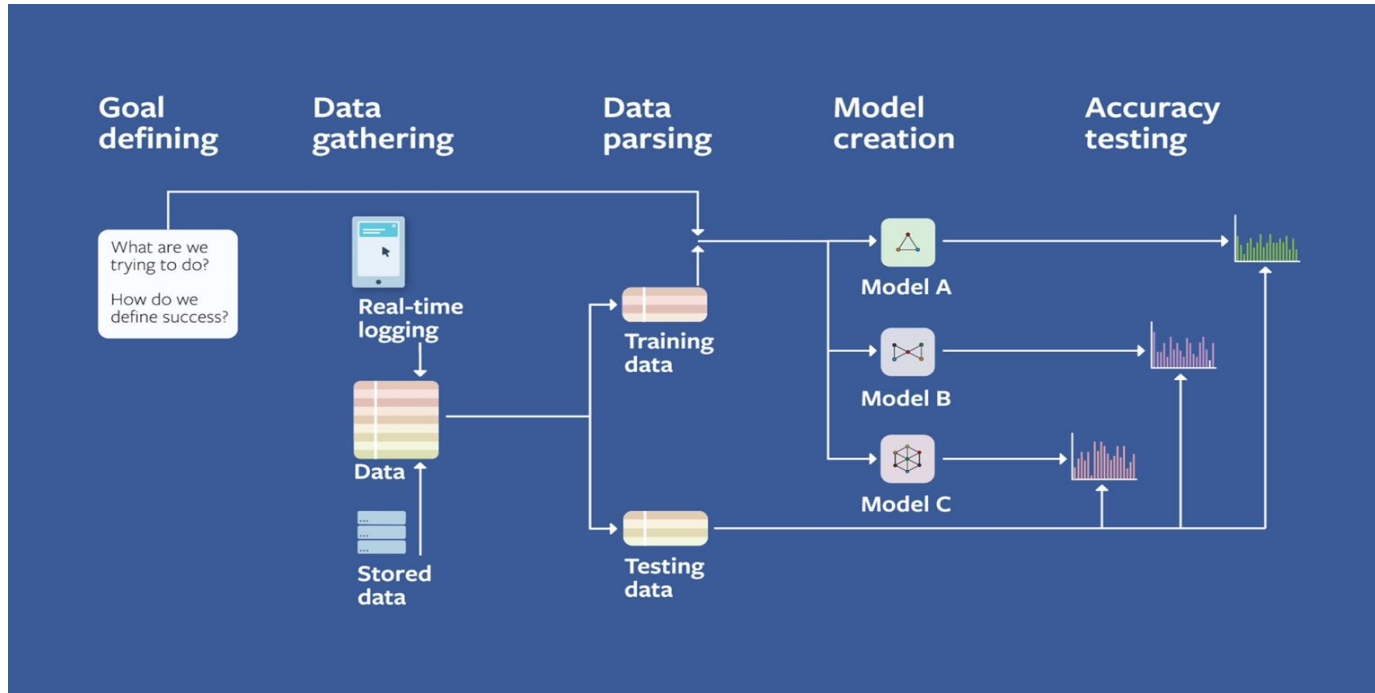 Goal
defining
Data
gathering
Data
parsing
Model
creation
Accuracy
testing
What are we
trying to do?
How do we
define success?
Real-time
logging
Data
Stored
data
Training
data
Testing
data
Model A
Model B
Model C